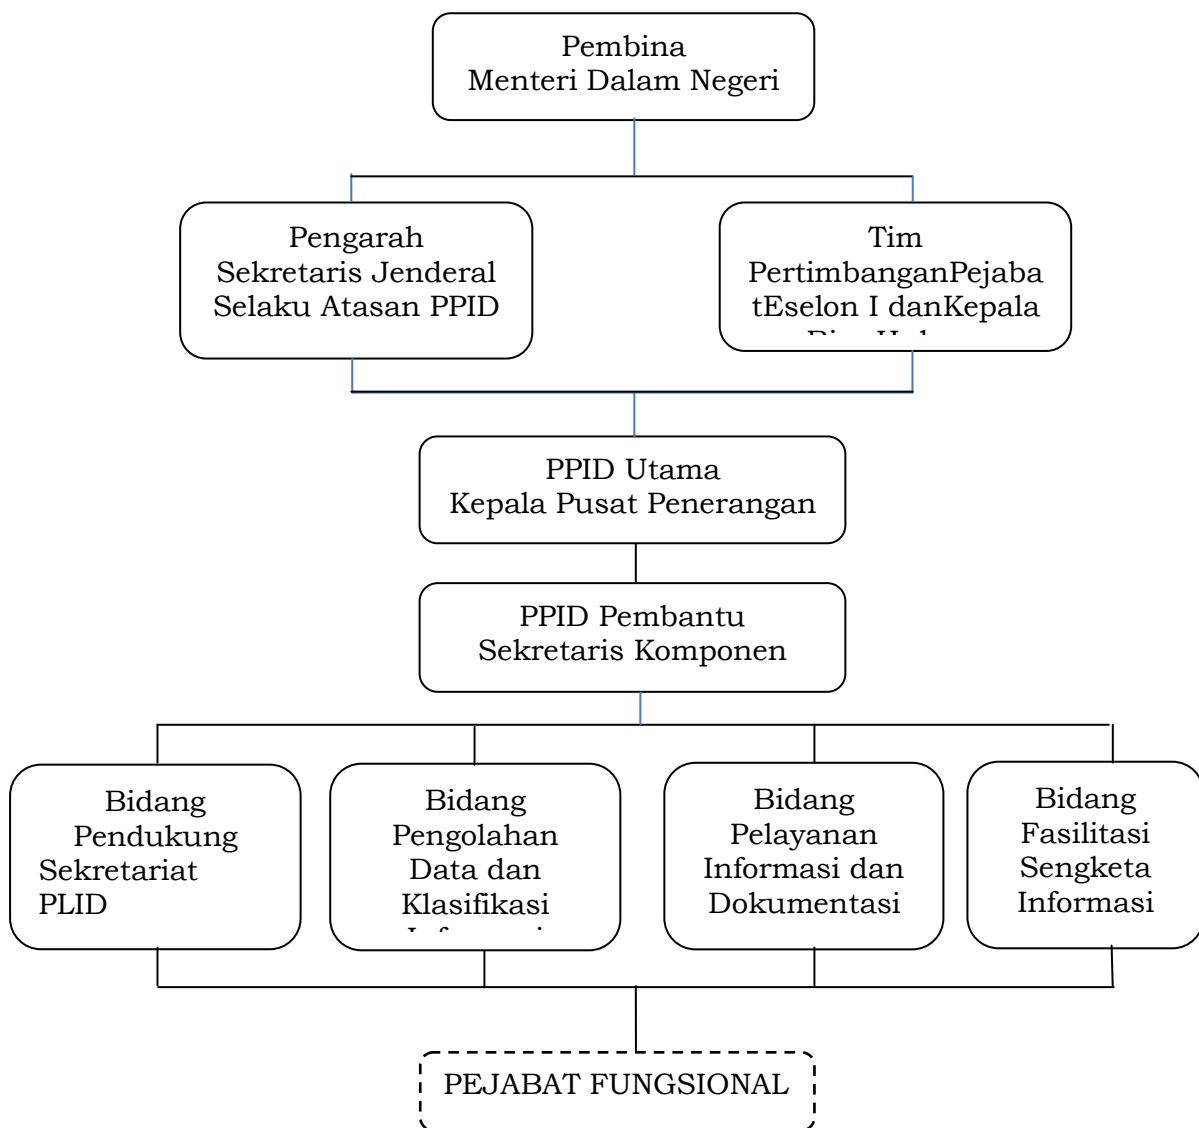 Pembina
Menteri Dalam Negeri
Pengarah
Sekretaris Jenderal
Selaku Atasan PPID
Tim
PertimbanganPejaba
tEselon I danKepala
PPID Utama
Kepala Pusat Penerangan
PPID Pembantu
Sekretaris Komponen
Bidang
Pendukung
Sekretariat
PLID
Bidang
Pengolahan
Data dan
Klasifikasi
Bidang
Pelayanan
Informasi dan
Dokumentasi
Bidang
Fasilitasi
Sengketa
Informasi
PEJABAT FUNGSIONAL